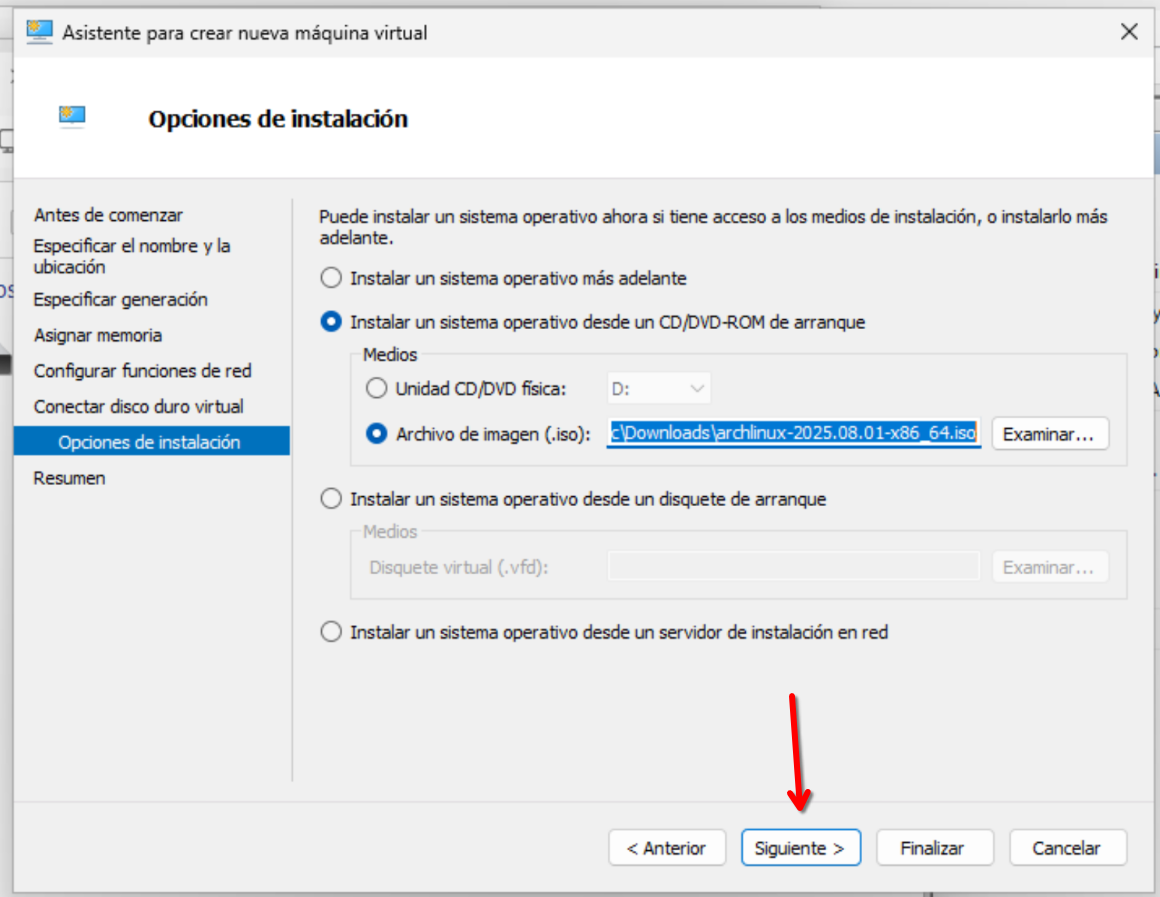 Asistente para crear nueva máquina virtual
Opciones de instalación
Antes de comenzar
Especificar el nombre y la
ubicación
Especificar generación
Asignar memoria
Configurar funciones de red
Conectar disco duro virtual
Opciones de instalación
Resumen
Puede instalar un sistema operativo ahora si tiene acceso a los medios de instalación, o instalarlo más
adelante.
Instalar un sistema operativo más adelante
Instalar un sistema operativo desde un CD/DVD-ROM de arranque
Medios
Unidad CD/DVD física: D:
Archivo de imagen (.iso): c\Downloads\archlinux-2025.08.01-x86_64.iso Examinar...
Instalar un sistema operativo desde un disquete de arranque
Medios
Disquete virtual (.vfd): Examinar...
Instalar un sistema operativo desde un servidor de instalación en red
< Anterior Siguiente > Finalizar Cancelar